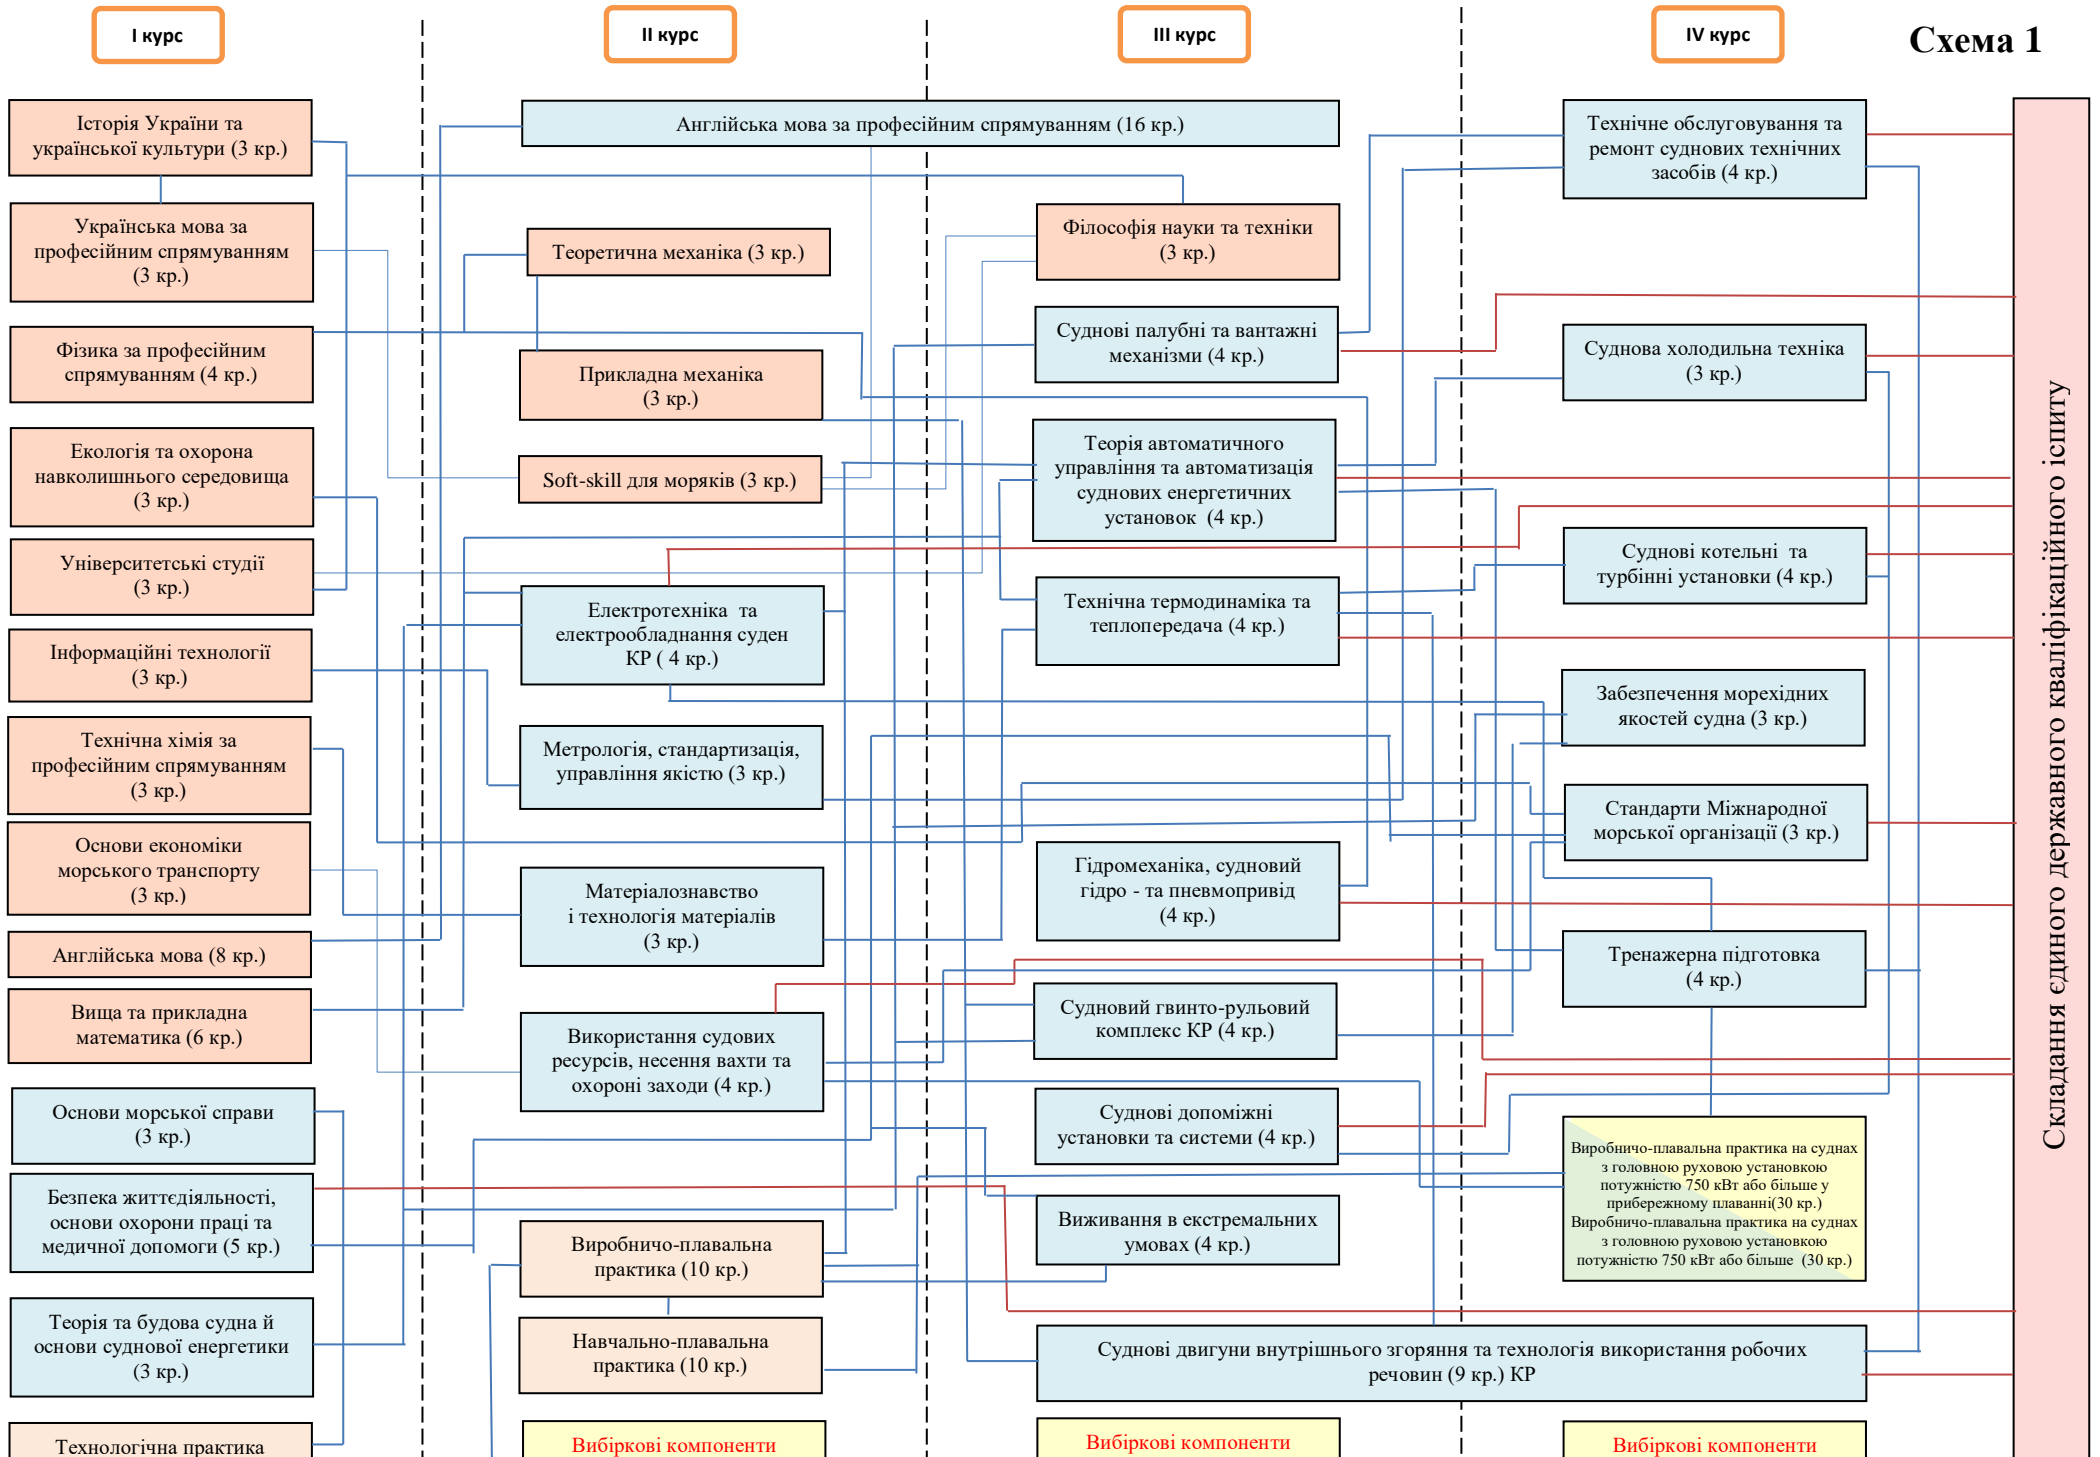 I курс
II курс
III курс
IV курс
Схема 1
Історія України та
української культури (3 кр.)
Українська мова за
професійним спрямуванням
(3 кр.)
Фізика за професійним
спрямуванням (4 кр.)
Екологія та охорона
навколишнього середовища
(3 кр.)
Університетські студії
(3 кр.)
Інформаційні технології
(3 кр.)
Технічна хімія за
професійним спрямуванням
(3 кр.)
Основи економіки
морського транспорту
(3 кр.)
Англійська мова (8 кр.)
Вища та прикладна
математика (6 кр.)
Основи морської справи
(3 кр.)
Безпека життєдіяльності,
основи охорони праці та
медичної допомоги (5 кр.)
Теорія та будова судна й
основи суднової енергетики
(3 кр.)
Технологічна практика
Англійська мова за професійним спрямуванням (16 кр.)
Теоретична механіка (3 кр.)
Прикладна механіка
(3 кр.)
Soft-skill для моряків (3 кр.)
Електротехніка та
електрообладнання суден
КР ( 4 кр.)
Метрологія, стандартизація,
управління якістю (3 кр.)
Матеріалознавство
і технологія матеріалів
(3 кр.)
Використання судових
ресурсів, несення вахти та
охороні заходи (4 кр.)
Виробничо-плавальна
практика (10 кр.)
Навчально-плавальна
практика (10 кр.)
Вибіркові компоненти
Філософія науки та техніки
(3 кр.)
Суднові палубні та вантажні
механізми (4 кр.)
Теорія автоматичного
управління та автоматизація
суднових енергетичних
установок (4 кр.)
Технічна термодинаміка та
теплопередача (4 кр.)
Гідромеханіка, судновий
гідро - та пневмопривід
(4 кр.)
Судновий гвинто-рульовий
комплекс КР (4 кр.)
Суднові допоміжні
установки та системи (4 кр.)
Виживання в екстремальних
умовах (4 кр.)
Суднові двигуни внутрішнього згоряння та технологія використання робочих
речовин (9 кр.) КР
Вибіркові компоненти
Технічне обслуговування та
ремонт суднових технічних
засобів (4 кр.)
Суднова холодильна техніка
(3 кр.)
Суднові котельні та
турбінні установки (4 кр.)
Забезпечення морехідних
якостей судна (3 кр.)
Стандарти Міжнародної
морської організації (3 кр.)
Тренажерна підготовка
(4 кр.)
Виробничо-плавальна практика на суднах
з головною руховою установкою
потужністю 750 кВт або більше у
прибережному плаванні(30 кр.)
Виробничо-плавальна практика на суднах
з головною руховою установкою
потужністю 750 кВт або більше (30 кр.)
Вибіркові компоненти
Складання єдиного державного кваліфікаційного іспиту